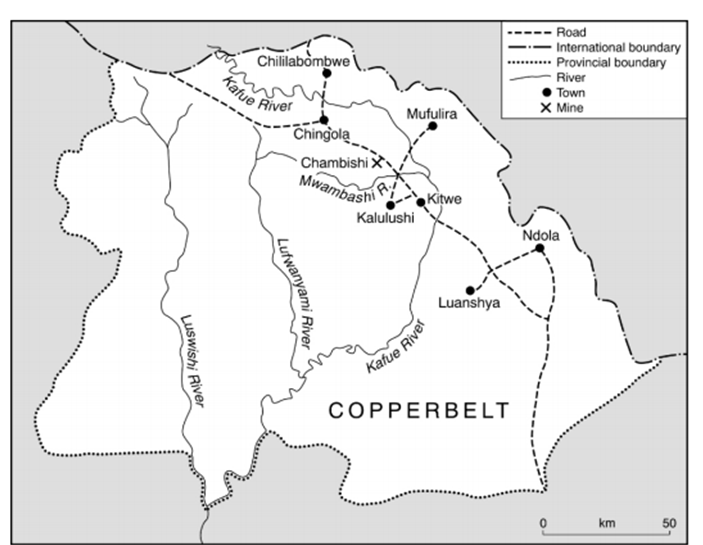 Road
International boundary
Provincial boundary
River
Town
Mine
Chililabombwe
Kafue River
Mufulira
Chingola
Chambishi
Mwambashi R.
Kitwe
Kalulushi
Ndola
Lufwanyami River
Luanshya
Luswishi River
Kafue River
COPPERBELT
0 km 50